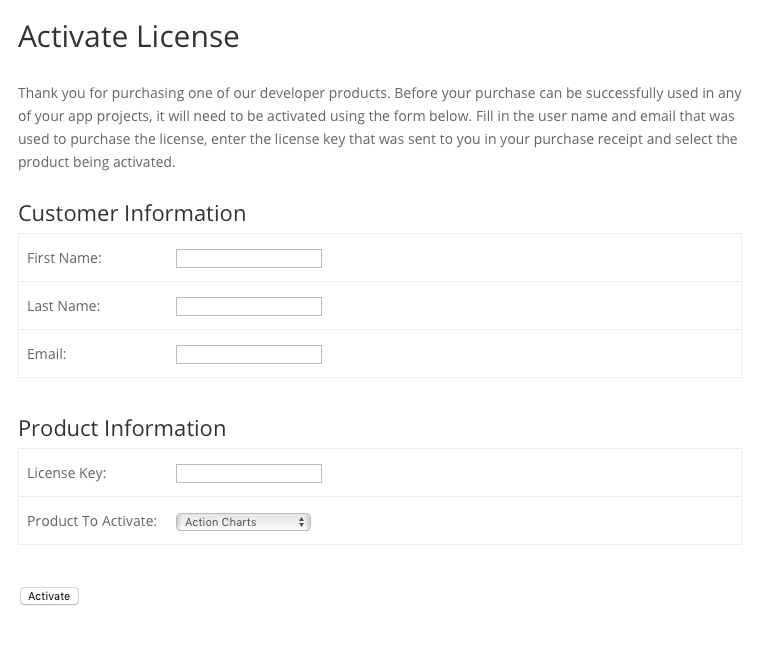 Activate License
Thank you for purchasing one of our developer products. Before your purchase can be successfully used in any
of your app projects, it will need to be activated using the form below. Fill in the user name and email that was
used to purchase the license, enter the license key that was sent to you in your purchase receipt and select the
product being activated.
Customer Information
First Name:
Last Name:
Email:
Product Information
License Key:
Product To Activate: Action Charts
Activate